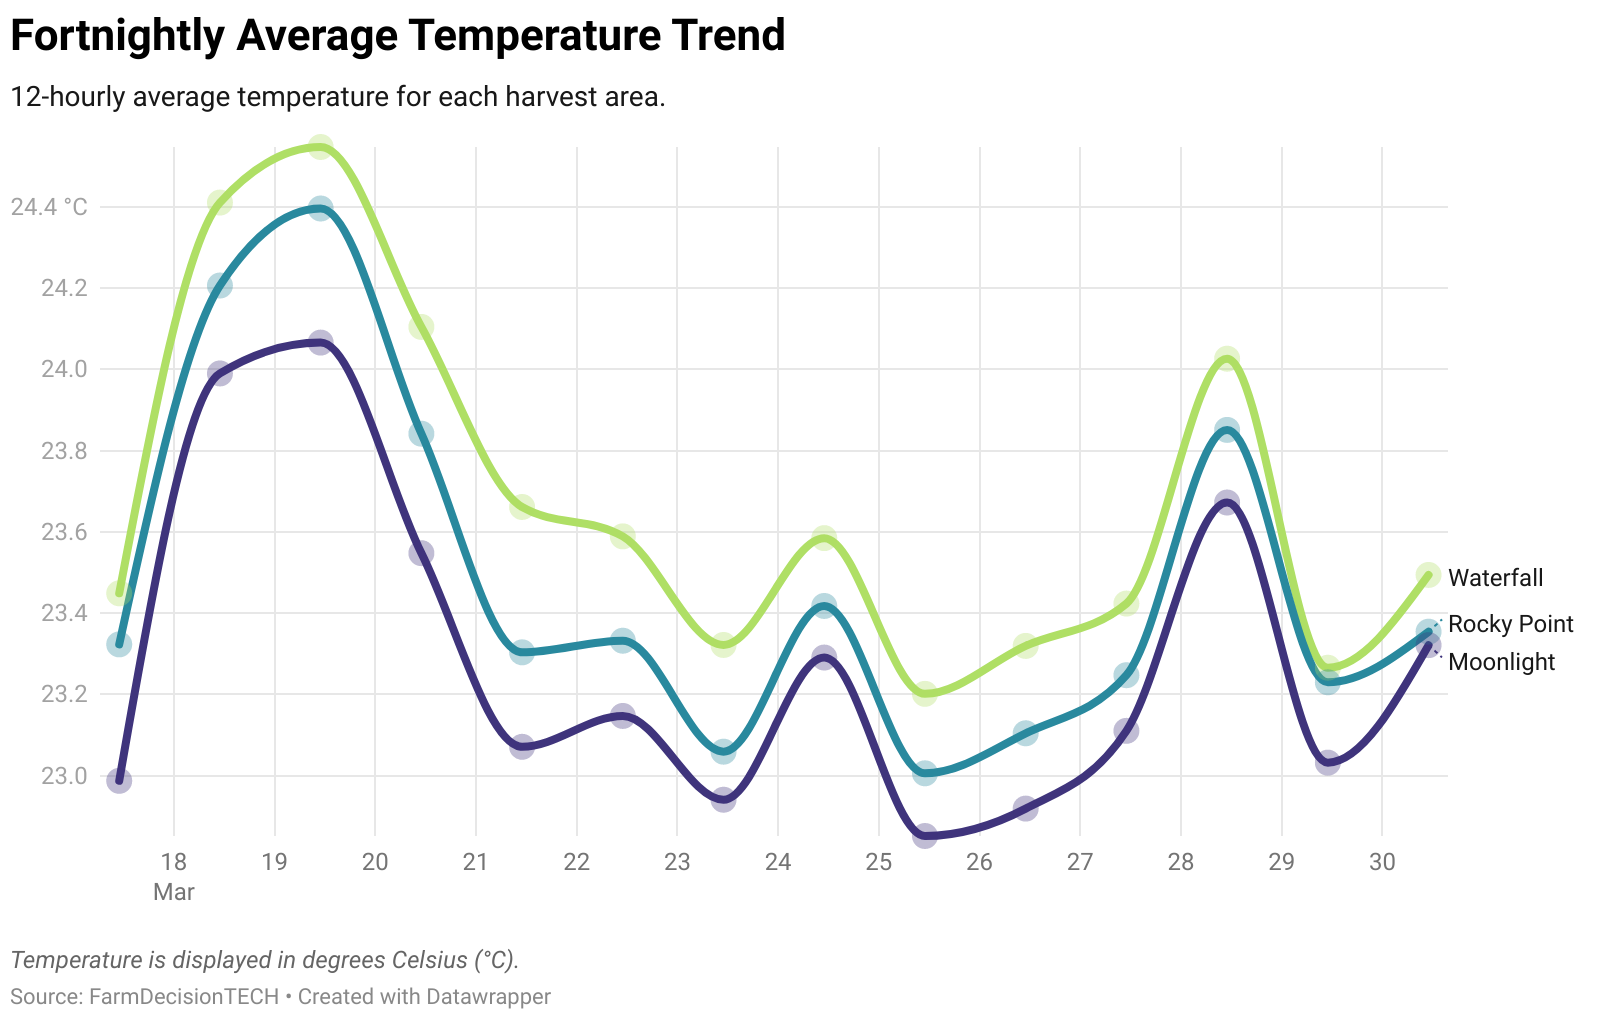 Fortnightly Average Temperature Trend
12-hourly average temperature for each harvest area.
24.4 °C
24.2
24.0
23.8
23.6
23.4
23.2
23.0
Waterfall
Rocky Point
Moonlight
18 19 20 21 22 23 24 25 26 27 28 29 30
Mar
Temperature is displayed in degrees Celsius (°C).
Source: FarmDecisionTECH • Created with Datawrapper